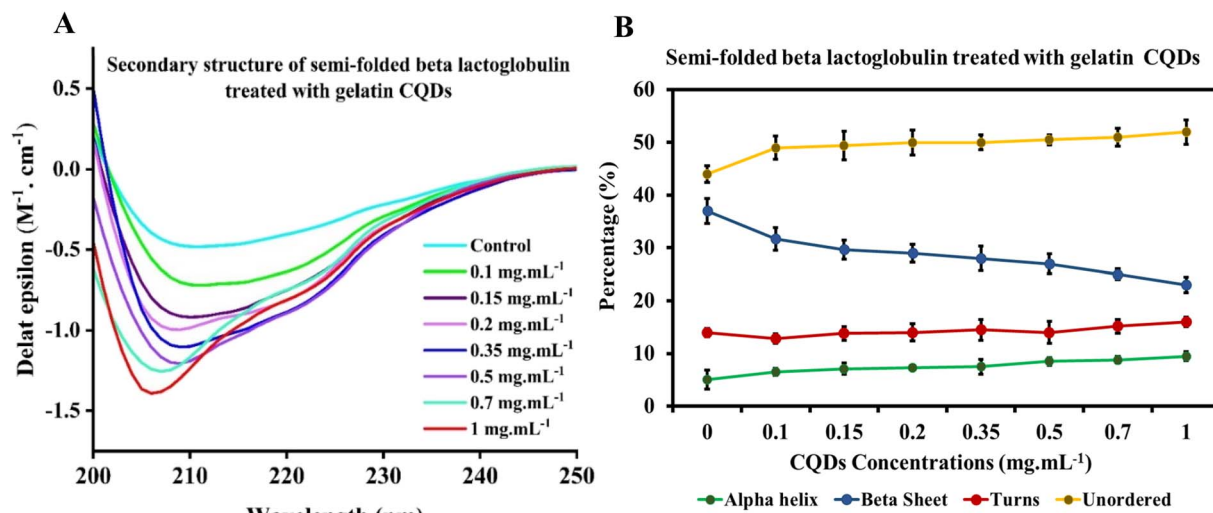 A
Secondary structure of semi-folded beta lactoglobulin
treated with gelatin CQDs
0.5
0.0
-0.5
-1.0
-1.5
Delat epsilon (M⁻¹. cm⁻¹)
Control
0.1 mg.mL⁻¹
0.15 mg.mL⁻¹
0.2 mg.mL⁻¹
0.35 mg.mL⁻¹
0.5 mg.mL⁻¹
0.7 mg.mL⁻¹
1 mg.mL⁻¹
200 210 220 230 240 250
Wavelength (nm)
B
Semi-folded beta lactoglobulin treated with gelatin CQDs
60
50
40
30
20
10
0
Percentage (%)
0 0.1 0.15 0.2 0.35 0.5 0.7 1
CQDs Concentrations (mg.mL⁻¹)
Alpha helix Beta Sheet Turns Unordered